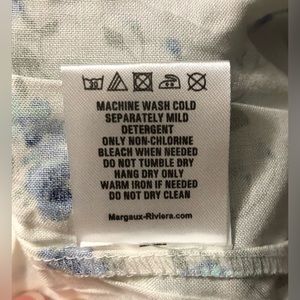 30
MACHINE WASH COLD
SEPARATELY MILD
DETERGENT
ONLY NON-CHLORINE
BLEACH WHEN NEEDED
DO NOT TUMBLE DRY
HANG DRY ONLY
WARM IRON IF NEEDED
DO NOT DRY CLEAN
Margaux-Riviera.com